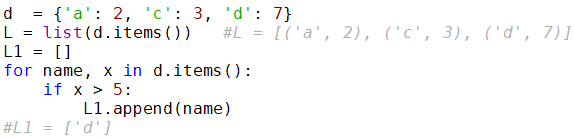 d  = {'a': 2, 'c': 3, 'd': 7}
L = list(d.items())   #L = [('a', 2), ('c', 3), ('d', 7)]
L1 = []
for name, x in d.items():
    if x > 5:
        L1.append(name)
#L1 = ['d']